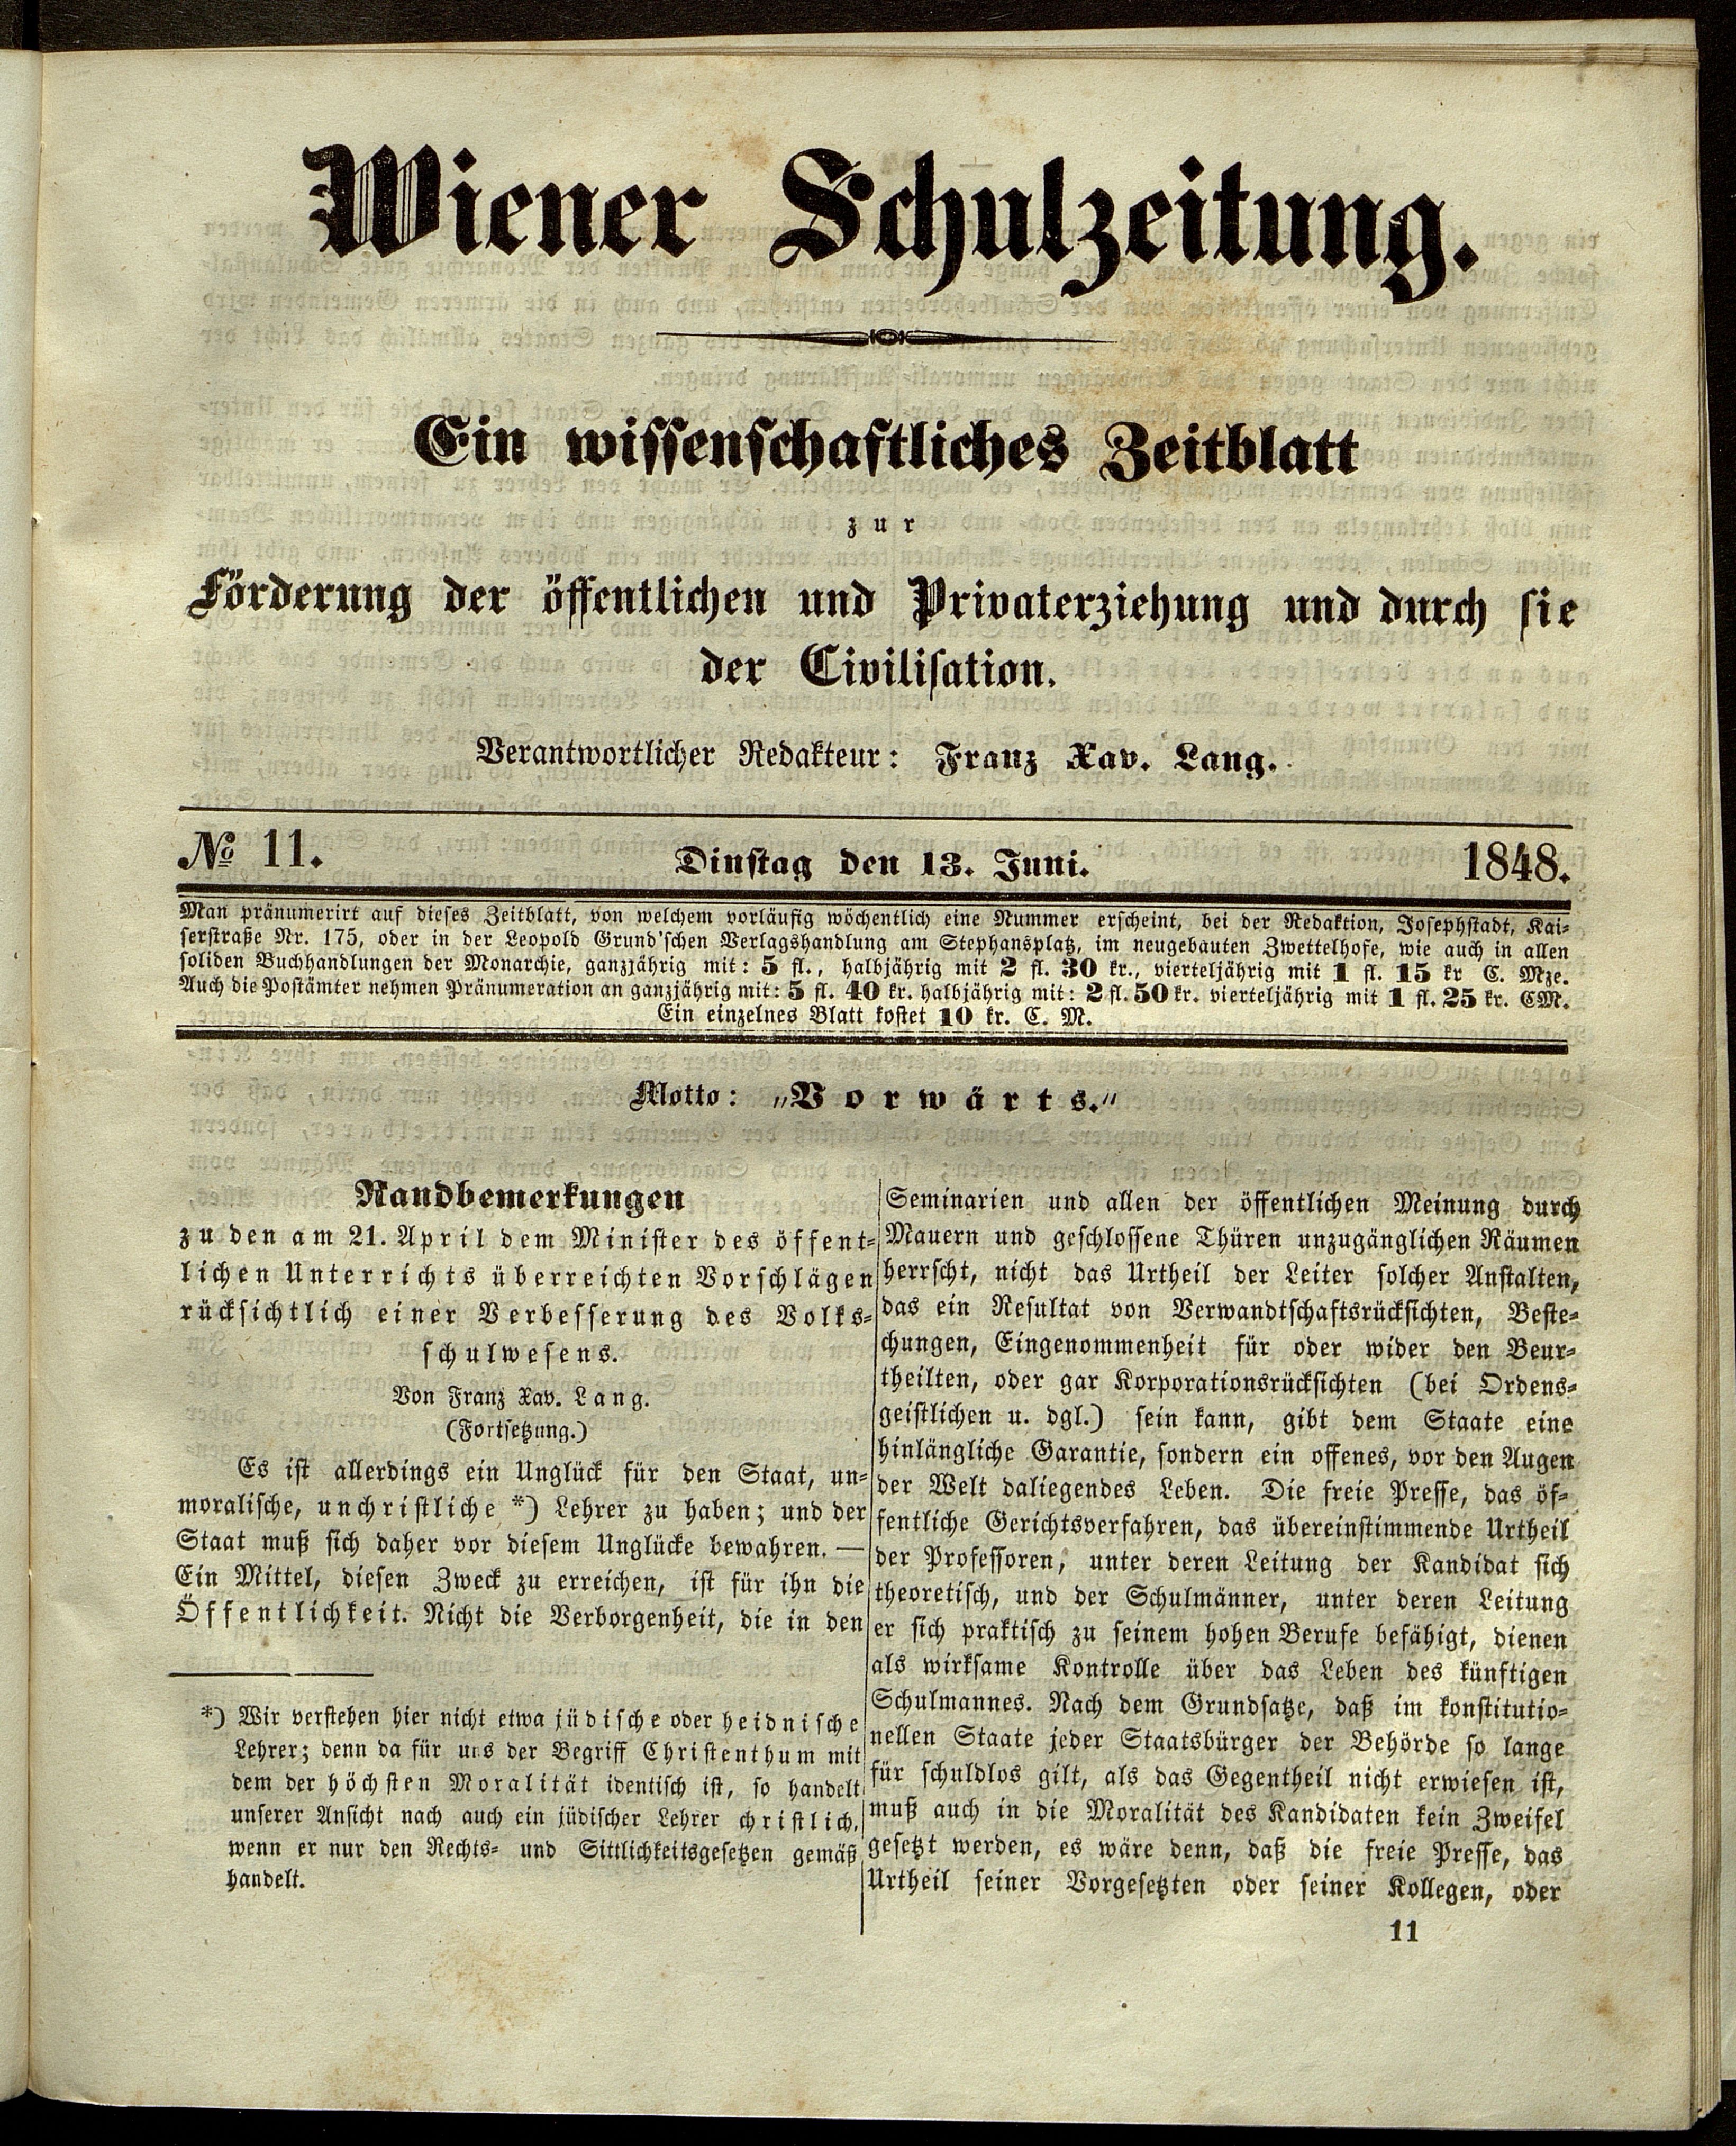 Wiener Schulzeitung.
Ein wissenschaftliches Zeitblatt
zur
Förderung der öffentlichen und Privaterziehung und durch sie
der Civilisation.
Verantwortlicher Redakteur: Franz Xav. Lang.
№ 11. Dinstag den 13. Juni. 1848.
Man pränumerirt auf dieses Zeitblatt, von welchem vorläufig wöchentlich eine Nummer erscheint, bei der Redaktion, Josephstadt, Kai-
serstraße Nr. 175, oder in der Leopold Grund'schen Verlagshandlung am Stephansplatz, im neugebauten Zwettelhofe, wie auch in allen
soliden Buchhandlungen der Monarchie, ganzjährig mit: 5 fl., halbjährig mit 2 fl. 30 kr., vierteljährig mit 1 fl. 15 kr C. Mze.
Auch die Postämter nehmen Pränumeration an ganzjährig mit: 5 fl. 40 kr. halbjährig mit: 2 fl. 50 kr. vierteljährig mit 1 fl. 25 kr. CM.
Ein einzelnes Blatt kostet 10 kr. C. M.
Motto: „Vorwärts.“
Randbemerkungen
zu den am 21. April dem Minister des öffent-
lichen Unterrichts überreichten Vorschlägen
rücksichtlich einer Verbesserung des Volks-
schulwesens.
Von Franz Xav. Lang.
(Fortsetzung.)
Es ist allerdings ein Unglück für den Staat, un-
moralische, unchristliche *) Lehrer zu haben; und der
Staat muß sich daher vor diesem Unglücke bewahren. —
Ein Mittel, diesen Zweck zu erreichen, ist für ihn die
Öffentlichkeit. Nicht die Verborgenheit, die in den
*) Wir verstehen hier nicht etwa jüdische oder heidnische
Lehrer; denn da für uns der Begriff Christenthum mit
dem der höchsten Moralität identisch ist, so handelt
unserer Ansicht nach auch ein jüdischer Lehrer christlich,
wenn er nur den Rechts- und Sittlichkeitsgesetzen gemäß
handelt.
Seminarien und allen der öffentlichen Meinung durch
Mauern und geschlossene Thüren unzugänglichen Räumen
herrscht, nicht das Urtheil der Leiter solcher Anstalten,
das ein Resultat von Verwandtschaftsrücksichten, Beste-
chungen, Eingenommenheit für oder wider den Beur-
theilten, oder gar Korporationsrücksichten (bei Ordens-
geistlichen u. dgl.) sein kann, gibt dem Staate eine
hinlängliche Garantie, sondern ein offenes, vor den Augen
der Welt daliegendes Leben. Die freie Presse, das öf-
fentliche Gerichtsverfahren, das übereinstimmende Urtheil
der Professoren, unter deren Leitung der Kandidat sich
theoretisch, und der Schulmänner, unter deren Leitung
er sich praktisch zu seinem hohen Berufe befähigt, dienen
als wirksame Kontrolle über das Leben des künftigen
Schulmannes. Nach dem Grundsatze, daß im konstitutio-
nellen Staate jeder Staatsbürger der Behörde so lange
für schuldlos gilt, als das Gegentheil nicht erwiesen ist,
muß auch in die Moralität des Kandidaten kein Zweifel
gesetzt werden, es wäre denn, daß die freie Presse, das
Urtheil seiner Vorgesetzten oder seiner Kollegen, oder
11